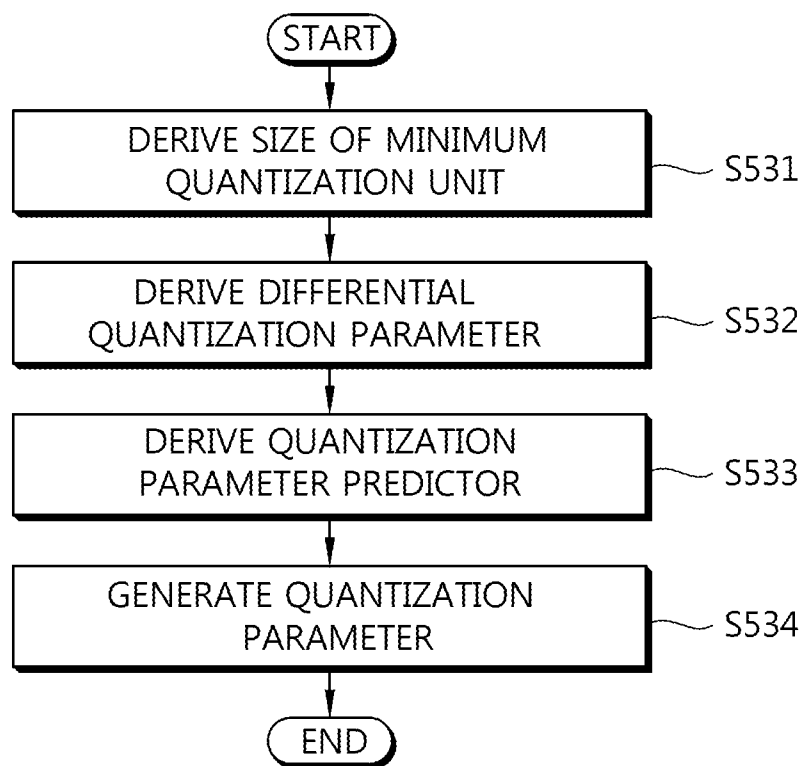 START
DERIVE SIZE OF MINIMUM
QUANTIZATION UNIT
S531
DERIVE DIFFERENTIAL
QUANTIZATION PARAMETER
S532
DERIVE QUANTIZATION
PARAMETER PREDICTOR
S533
GENERATE QUANTIZATION
PARAMETER
S534
END